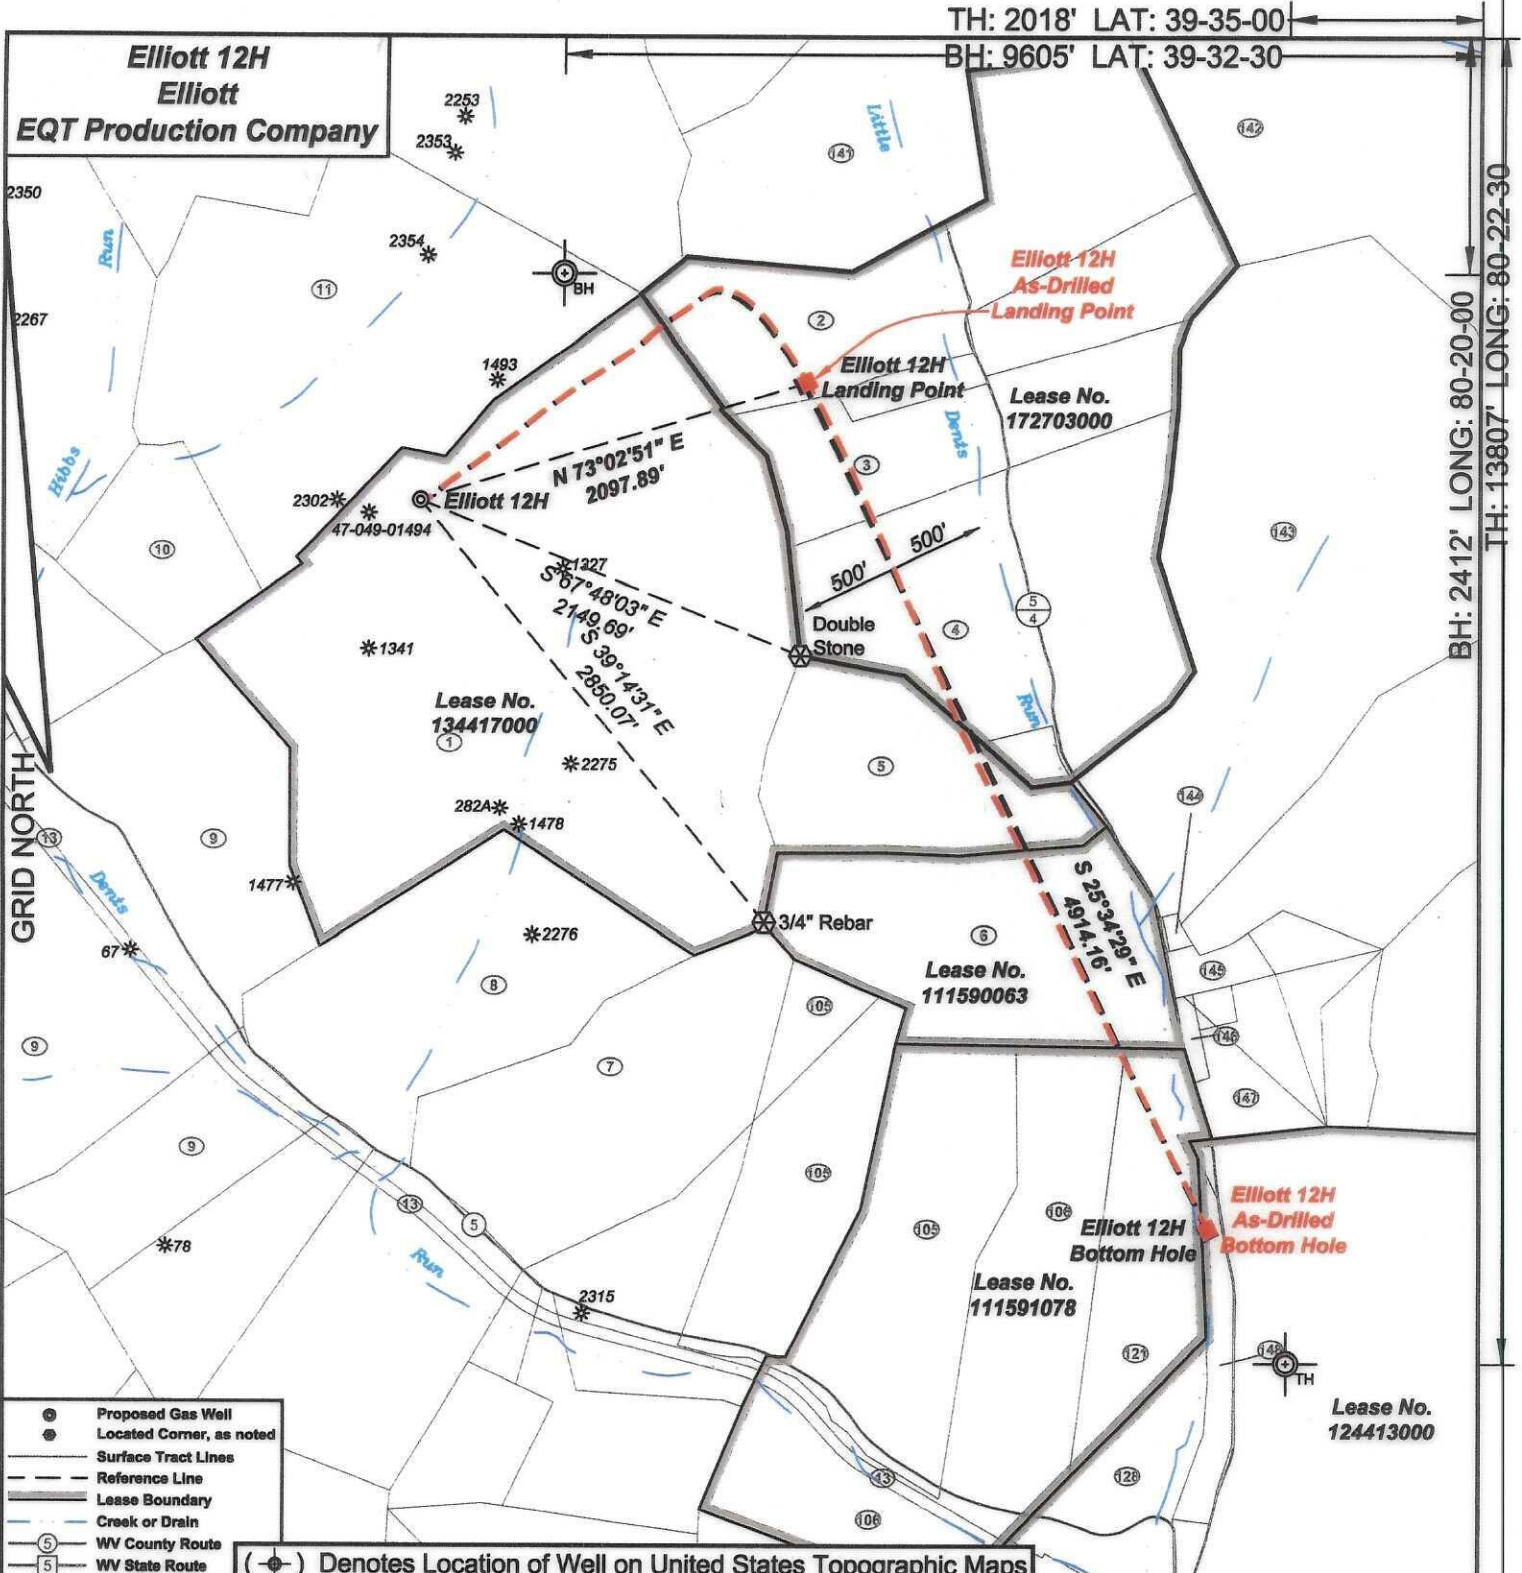 TH: 2018' LAT: 39-35-00
BH: 9605' LAT: 39-32-30
Elliott 12H
Elliott
EQT Production Company
2253
2353
2350
Little
141
142
Run
2354
11
BH
2267
Elliott 12H
As-Drilled
Landing Point
2
1493
Elliott 12H
Landing Point
Lease No.
172703000
BH: 2412' LONG: 80-20-00
TH: 13807' LONG: 80-22-30
Hibbs
Dents
N 73°02'51" E
2097.89'
3
2302
Elliott 12H
47-049-01494
10
143
500'
500'
1327
S 67°48'03" E
2149.69'
5
4
Double
Stone
4
1341
S 39°14'31" E
2850.07'
Lease No.
134417000
1
Run
2275
5
GRID NORTH
282A
1478
144
13
9
1477
Dents
S 25°34'29" E
4914.16'
3/4" Rebar
67
2276
6
Lease No.
111590063
145
8
105
9
146
7
147
9
105
13
5
105
106
Elliott 12H
Bottom Hole
Elliott 12H
As-Drilled
Bottom Hole
78
Run
Lease No.
111591078
2315
121
148
TH
Lease No.
124413000
13
128
106
Proposed Gas Well
Located Corner, as noted
Surface Tract Lines
Reference Line
Lease Boundary
Creek or Drain
5 WV County Route
5 WV State Route
( ) Denotes Location of Well on United States Topographic Maps